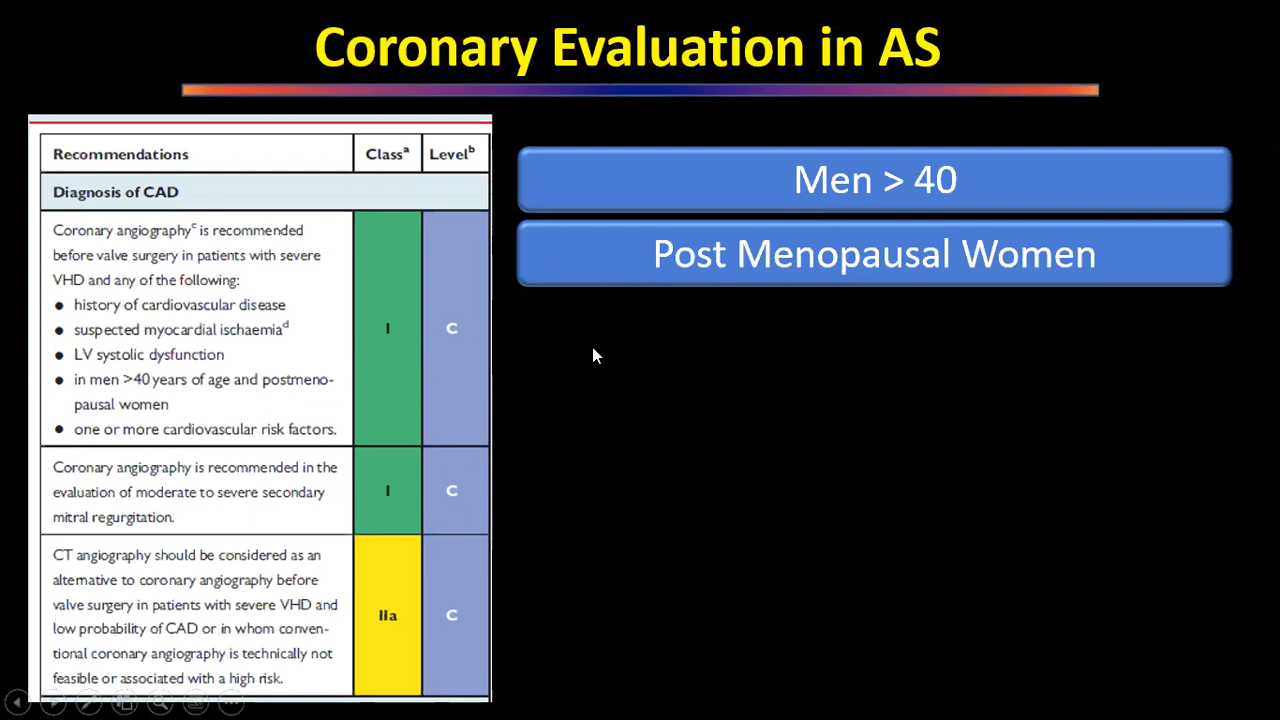 Coronary Evaluation in AS
Recommendations Classᵃ Levelᵇ
Diagnosis of CAD
Coronary angiographyᶜ is recommended
before valve surgery in patients with severe
VHD and any of the following:
● history of cardiovascular disease
● suspected myocardial ischaemiaᵈ
● LV systolic dysfunction
● in men >40 years of age and postmeno-
pausal women
● one or more cardiovascular risk factors.
I C
Coronary angiography is recommended in the
evaluation of moderate to severe secondary
mitral regurgitation.
I C
CT angiography should be considered as an
alternative to coronary angiography before
valve surgery in patients with severe VHD and
low probability of CAD or in whom conven-
tional coronary angiography is technically not
feasible or associated with a high risk.
IIa C
Men > 40
Post Menopausal Women